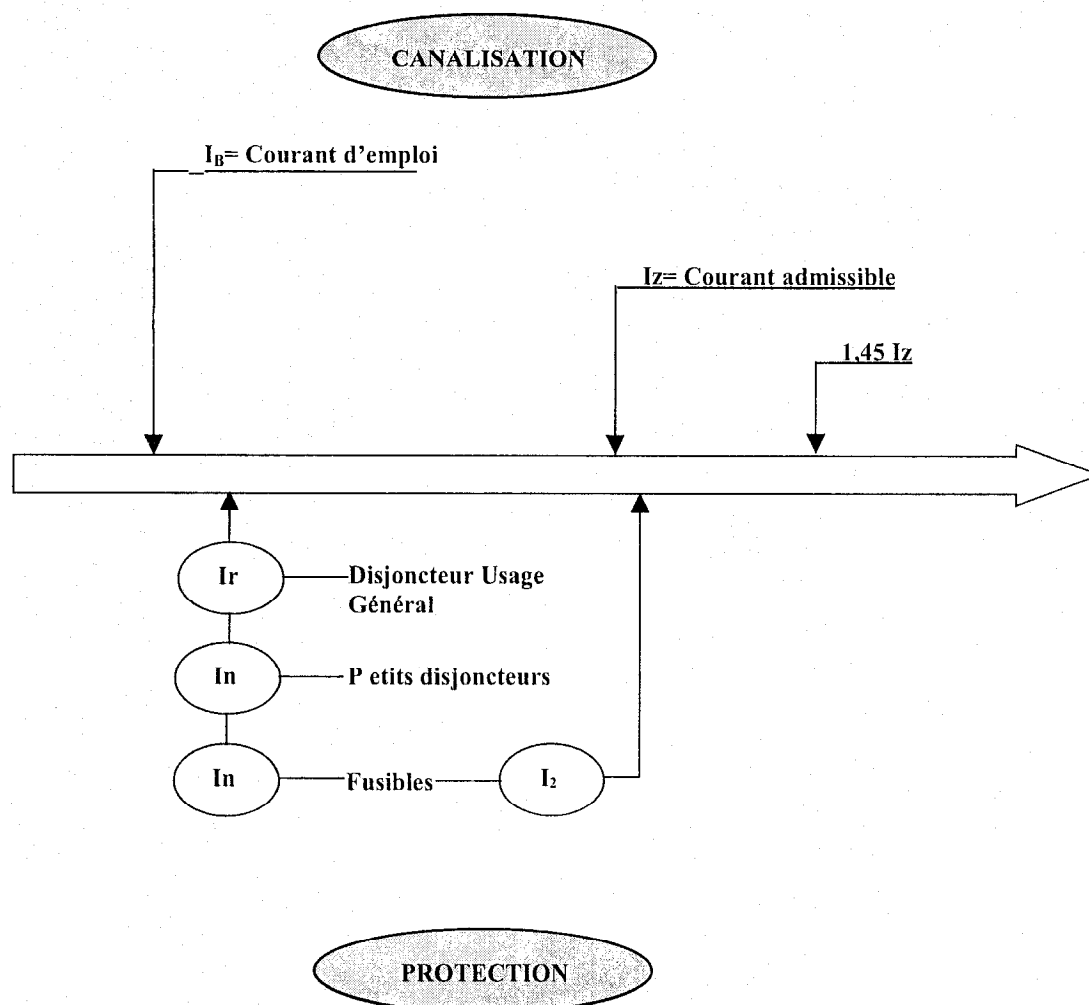 CANALISATION
I_B= Courant d'emploi
Iz= Courant admissible
1,45 Iz
Ir
Disjoncteur Usage
Général
In
P etits disjoncteurs
In
Fusibles
I₂
PROTECTION